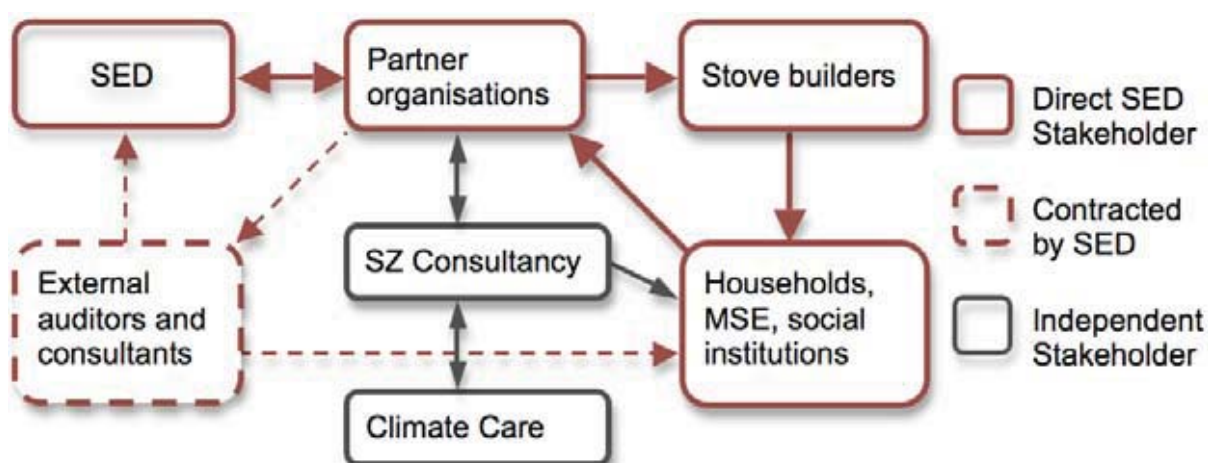 SED
Partner
organisations
Stove builders
External
auditors and
consultants
SZ Consultancy
Climate Care
Households,
MSE, social
institutions
Direct SED
Stakeholder
Contracted
by SED
Independent
Stakeholder